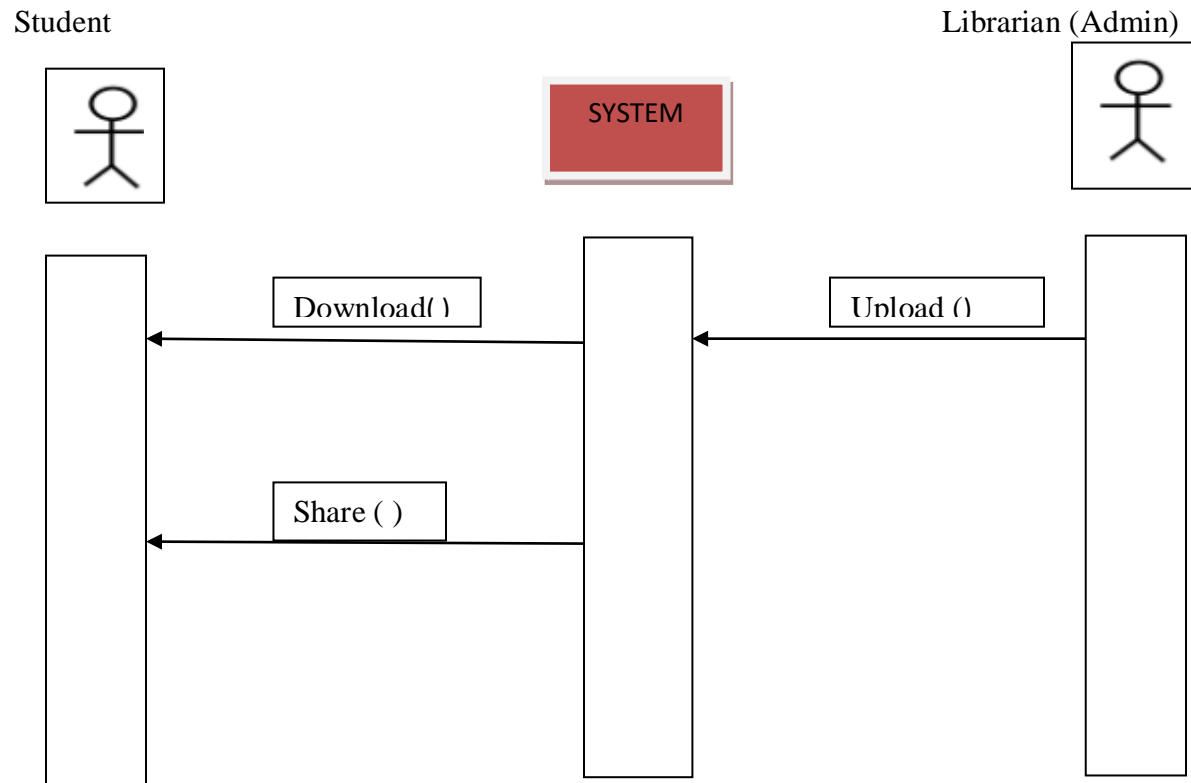 Student
Librarian (Admin)
SYSTEM
Download()
Upload ()
Share ( )